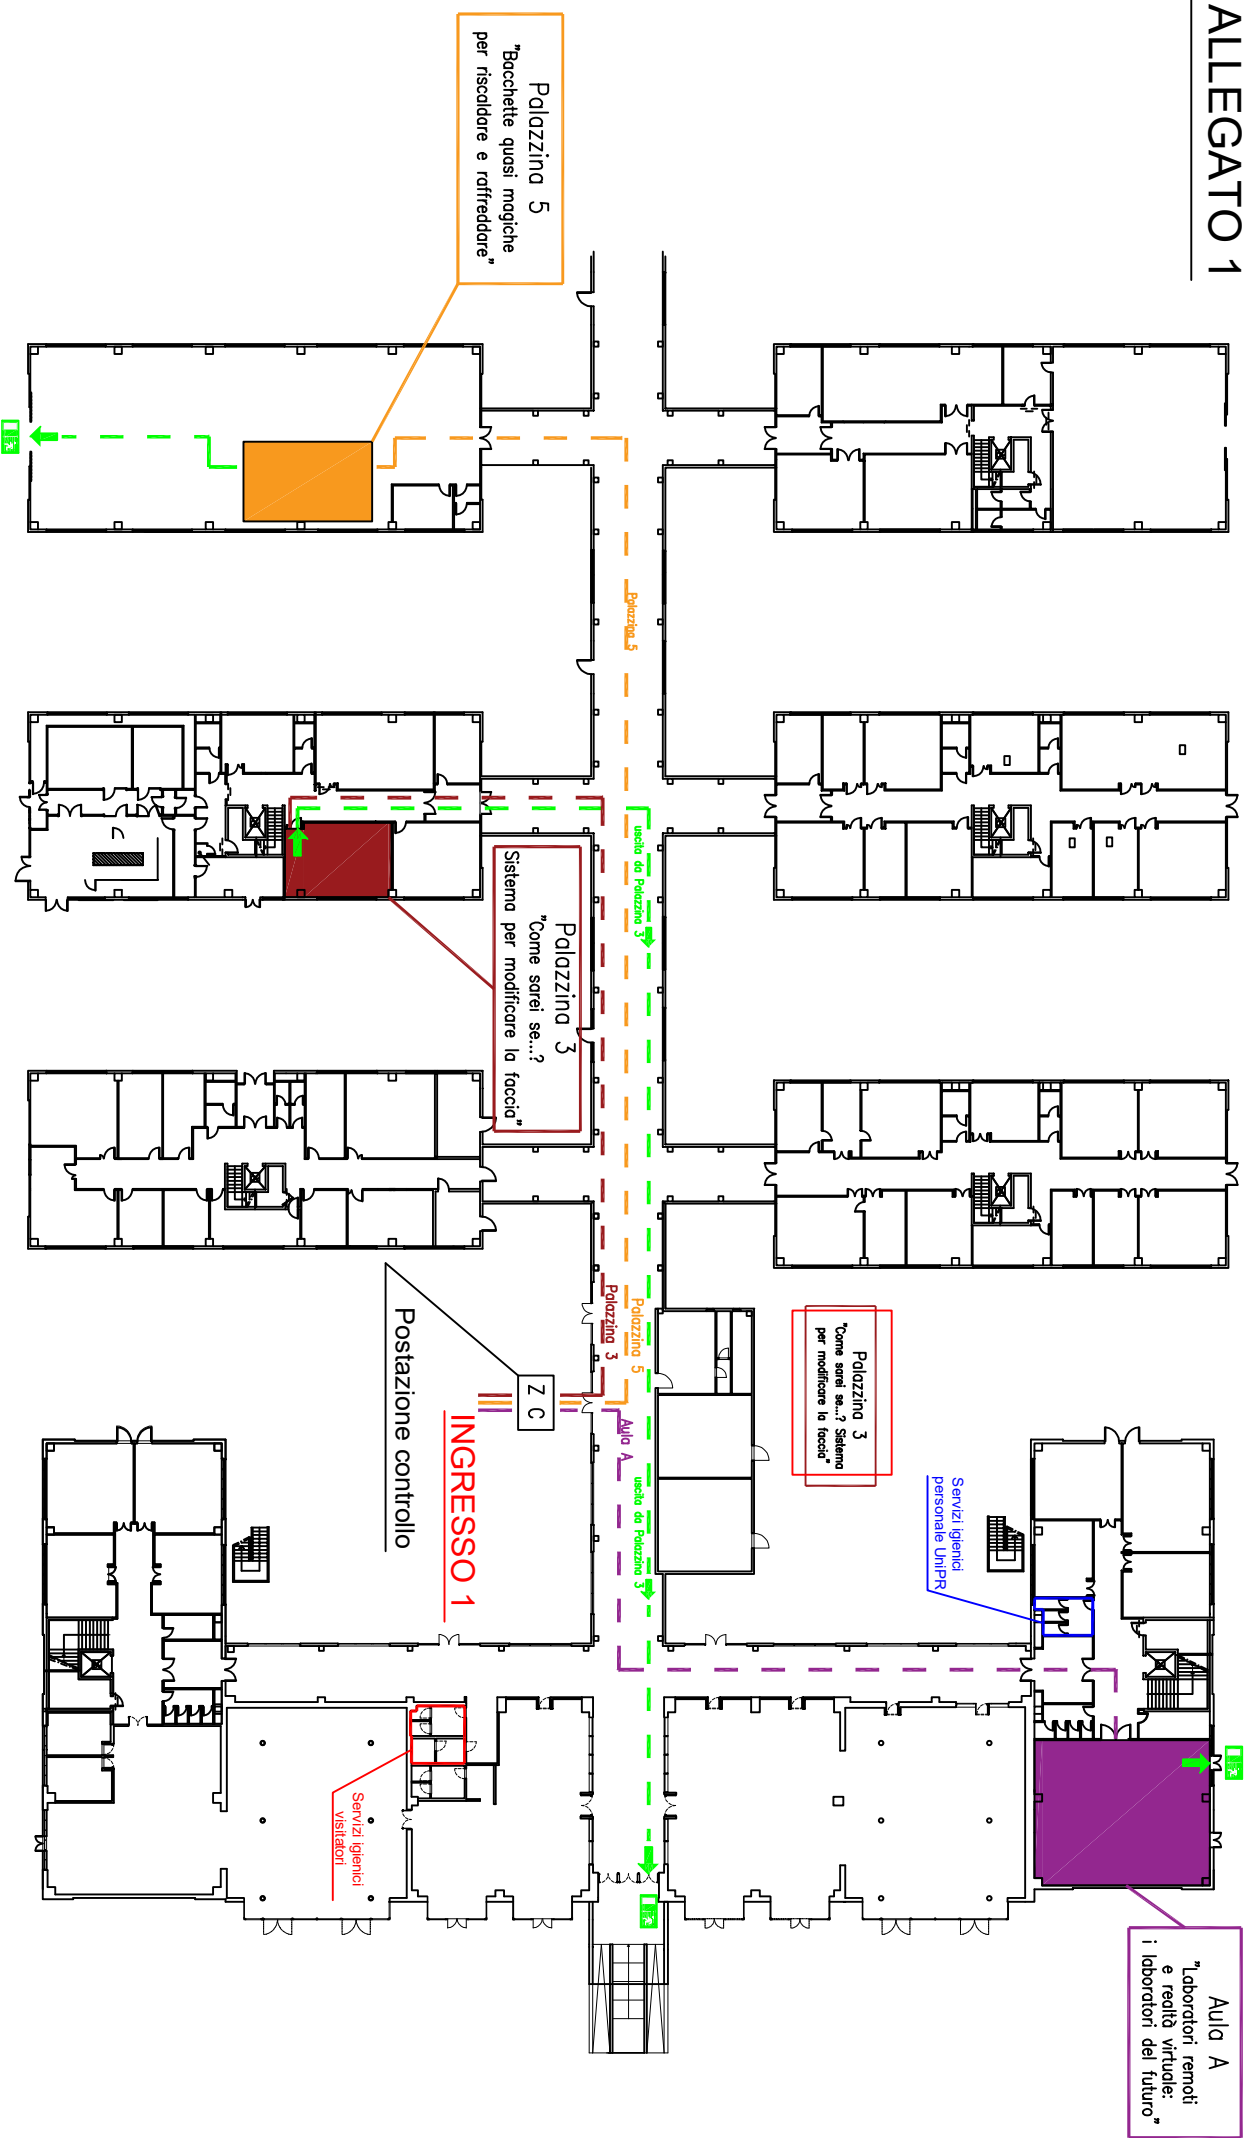 ALLEGATO 1
Palazzina 5
"Bacchette quasi magiche
per riscaldare e raffreddare"
Palazzina 5
uscita da Palazzina 3
Palazzina 3
"Come sarei se...?
Sistema per modificare la faccia"
Palazzina 5
Palazzina 3
Palazzina 3
"Come sarei se...? Sistema
per modificare la faccia"
Z C
Postazione controllo
INGRESSO 1
Aula A
uscita da Palazzina 3
Servizi igienici
personale UniPR
Servizi igienici
visitatori
Aula A
"Laboratori remoti
e realtà virtuale:
i laboratori del futuro"